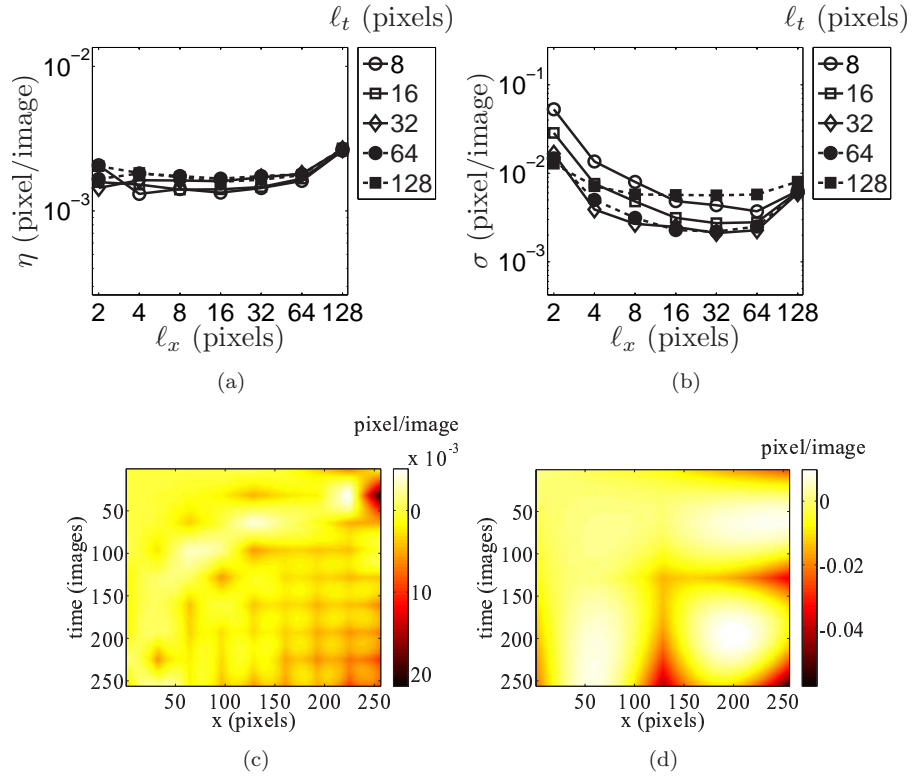 ℓt (pixels)
10⁻²
10⁻³
η (pixel/image)
2 4 8 16 32 64 128
ℓx (pixels)
8
16
32
64
128
(a)
ℓt (pixels)
10⁻¹
10⁻²
10⁻³
σ (pixel/image)
2 4 8 16 32 64 128
ℓx (pixels)
8
16
32
64
128
(b)
pixel/image
x 10⁻³
0
10
20
time (images)
50
100
150
200
250
50 100 150 200 250
x (pixels)
(c)
pixel/image
0
-0.02
-0.04
time (images)
50
100
150
200
250
50 100 150 200 250
x (pixels)
(d)